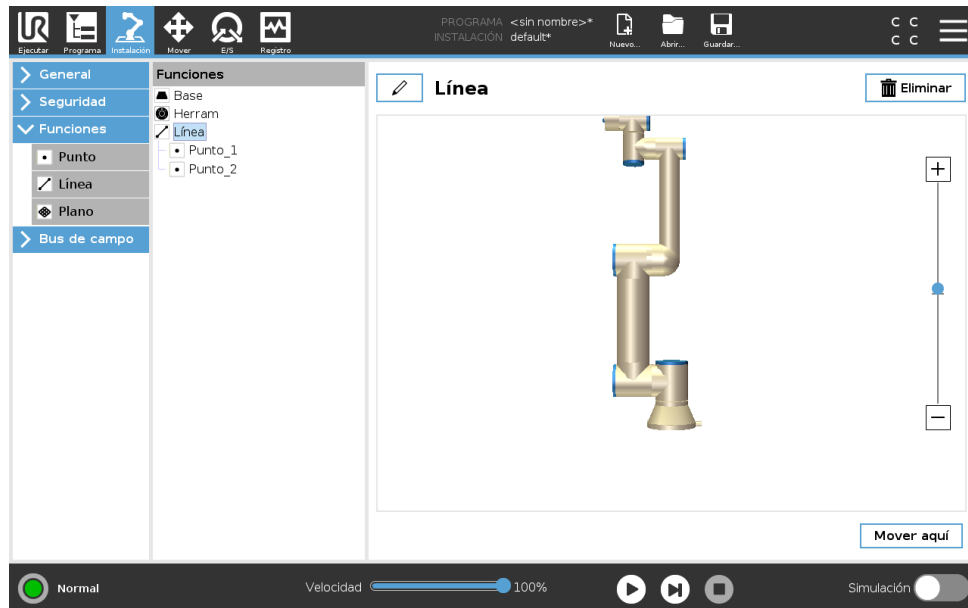 PROGRAMA <sin nombre>*
INSTALACIÓN default*
Ejecutar Programa Instalación Mover E/S Registro Nuevo... Abrir... Guardar...
C C
C C
General
Seguridad
Funciones
Punto
Línea
Plano
Bus de campo
Funciones
Base
Herram
Línea
Punto_1
Punto_2
Línea
Eliminar
Mover aquí
Normal
Velocidad 100%
Simulación